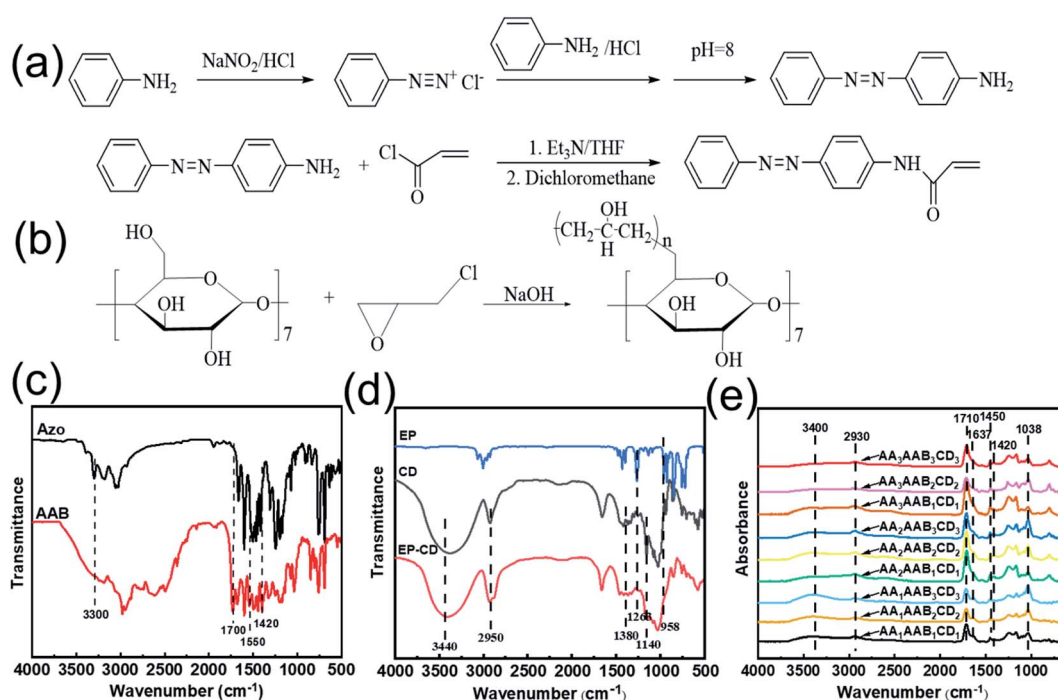 (a)
NH₂
NaNO₂/HCl
N≡N⁺ Cl⁻
NH₂ /HCl
pH=8
N=N
NH₂
N=N
NH₂
+
Cl
O
1. Et₃N/THF
2. Dichloromethane
N=N
NH
O
(b)
HO
O
OH
O
OH
7
+
Cl
O
NaOH
OH
(CH₂-C-CH₂)n
H
O
OH
O
OH
7
(c)
Azo
AAB
3300
1700
1550
1420
Transmittance
4000 3500 3000 2500 2000 1500 1000 500
Wavenumber (cm⁻¹)
(d)
EP
CD
EP-CD
3440
2950
1380
1263
1140
958
Transmittance
4000 3500 3000 2500 2000 1500 1000 500
Wavenumber (cm⁻¹)
(e)
3400
2930
1710
1637
1450
1420
1038
AA₃AAB₃CD₃
AA₃AAB₂CD₂
AA₃AAB₁CD₁
AA₂AAB₃CD₃
AA₂AAB₂CD₂
AA₂AAB₁CD₁
AA₁AAB₃CD₃
AA₁AAB₂CD₂
AA₁AAB₁CD₁
Absorbance
4000 3500 3000 2500 2000 1500 1000
Wavenumber (cm⁻¹)